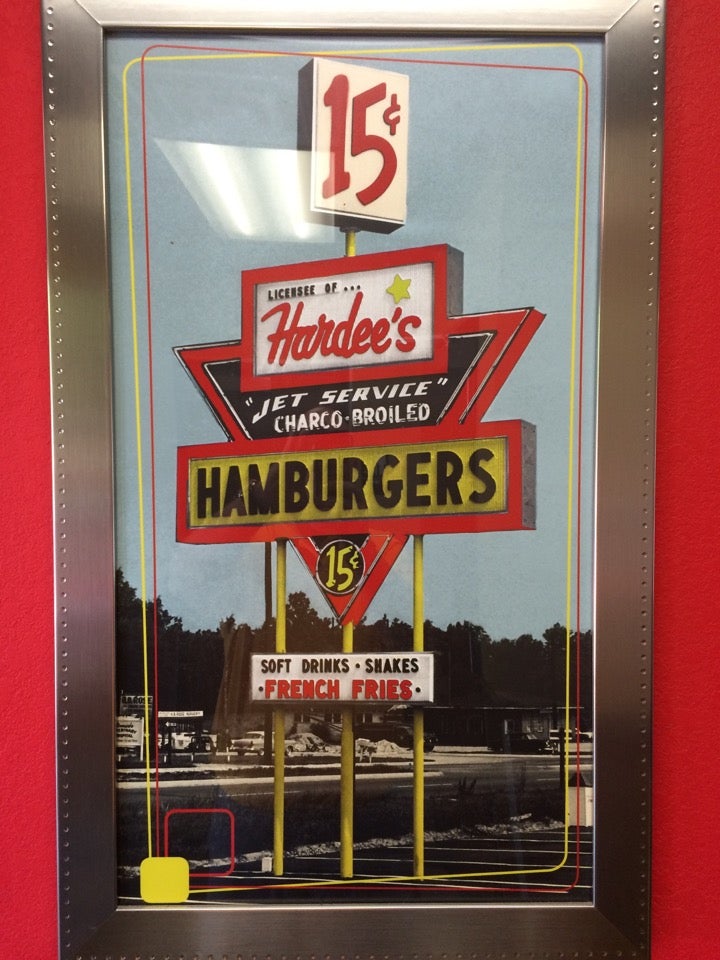 15¢
LICENSEE OF ...
Hardee's
"JET SERVICE"
CHARCO-BROILED
HAMBURGERS
15¢
SOFT DRINKS • SHAKES
• FRENCH FRIES •